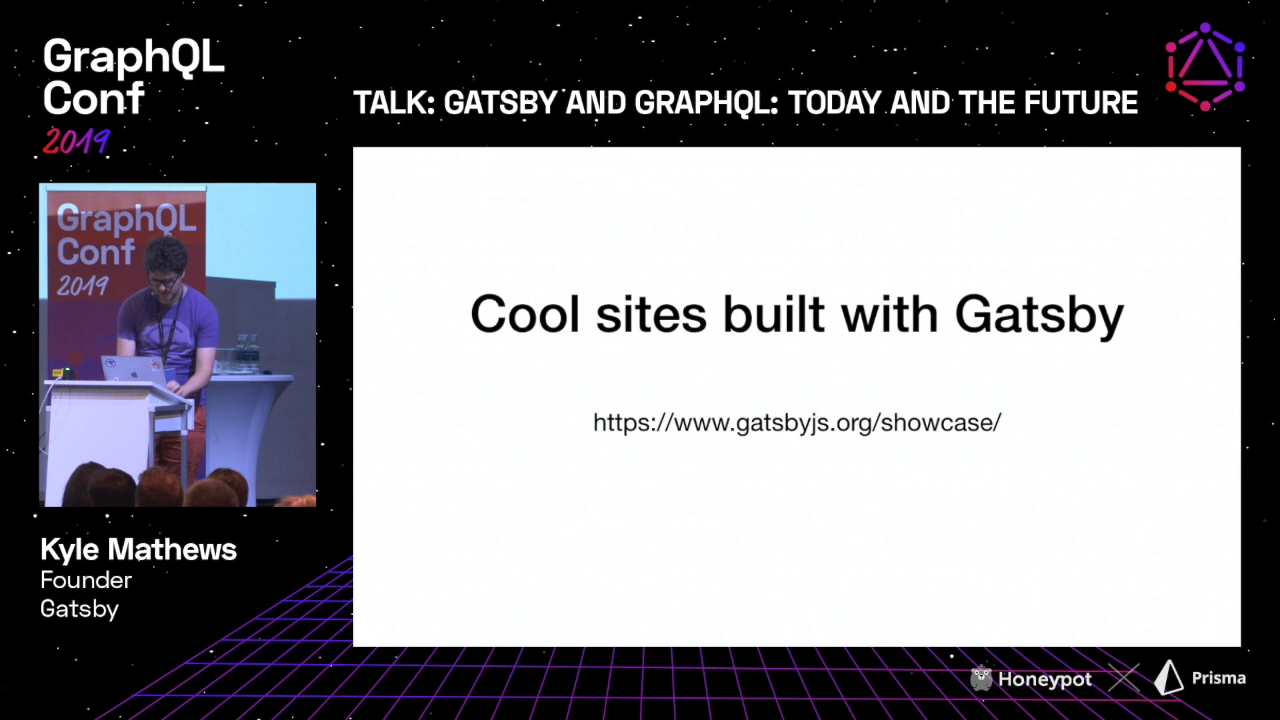 GraphQL
Conf
2019
TALK: GATSBY AND GRAPHQL: TODAY AND THE FUTURE
GraphQL
Conf
2019
Cool sites built with Gatsby
https://www.gatsbyjs.org/showcase/
Kyle Mathews
Founder
Gatsby
Honeypot
Prisma